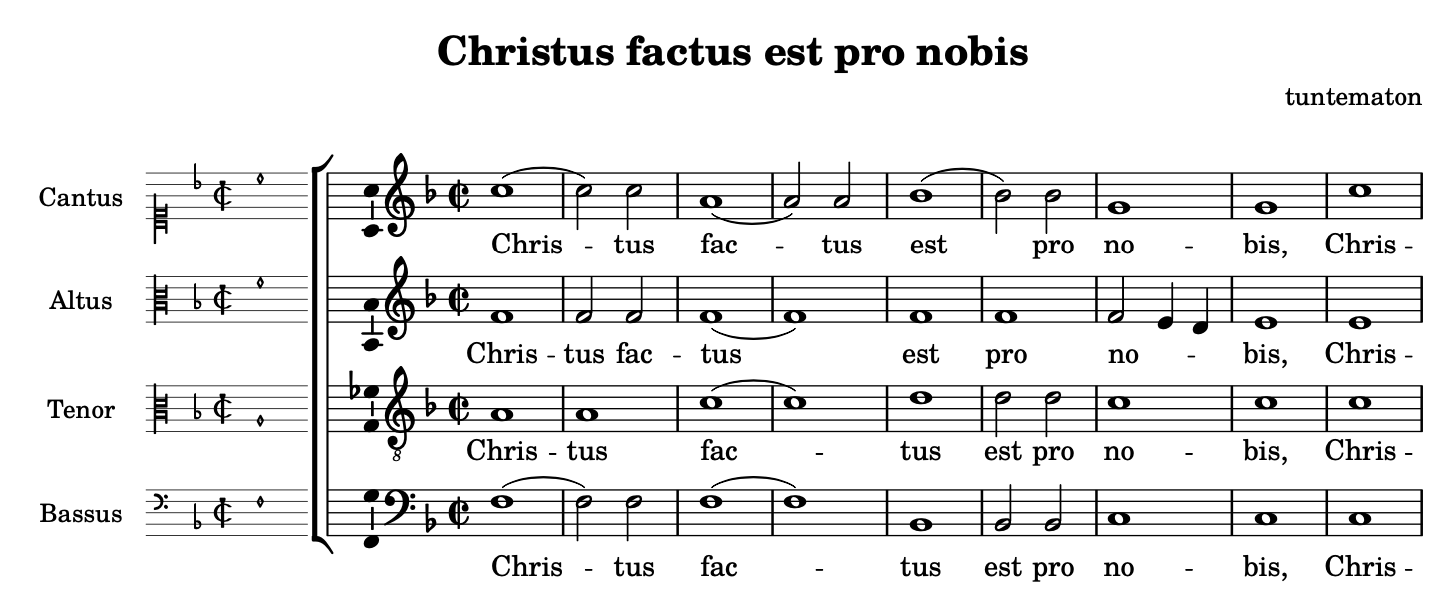 Christus factus est pro nobis
tuntematon
Cantus
Chris - tus fac - tus est pro no - bis, Chris -
Altus
Chris - tus fac - tus est pro no - bis, Chris -
Tenor
8
Chris - tus fac - tus est pro no - bis, Chris -
Bassus
Chris - tus fac - tus est pro no - bis, Chris -